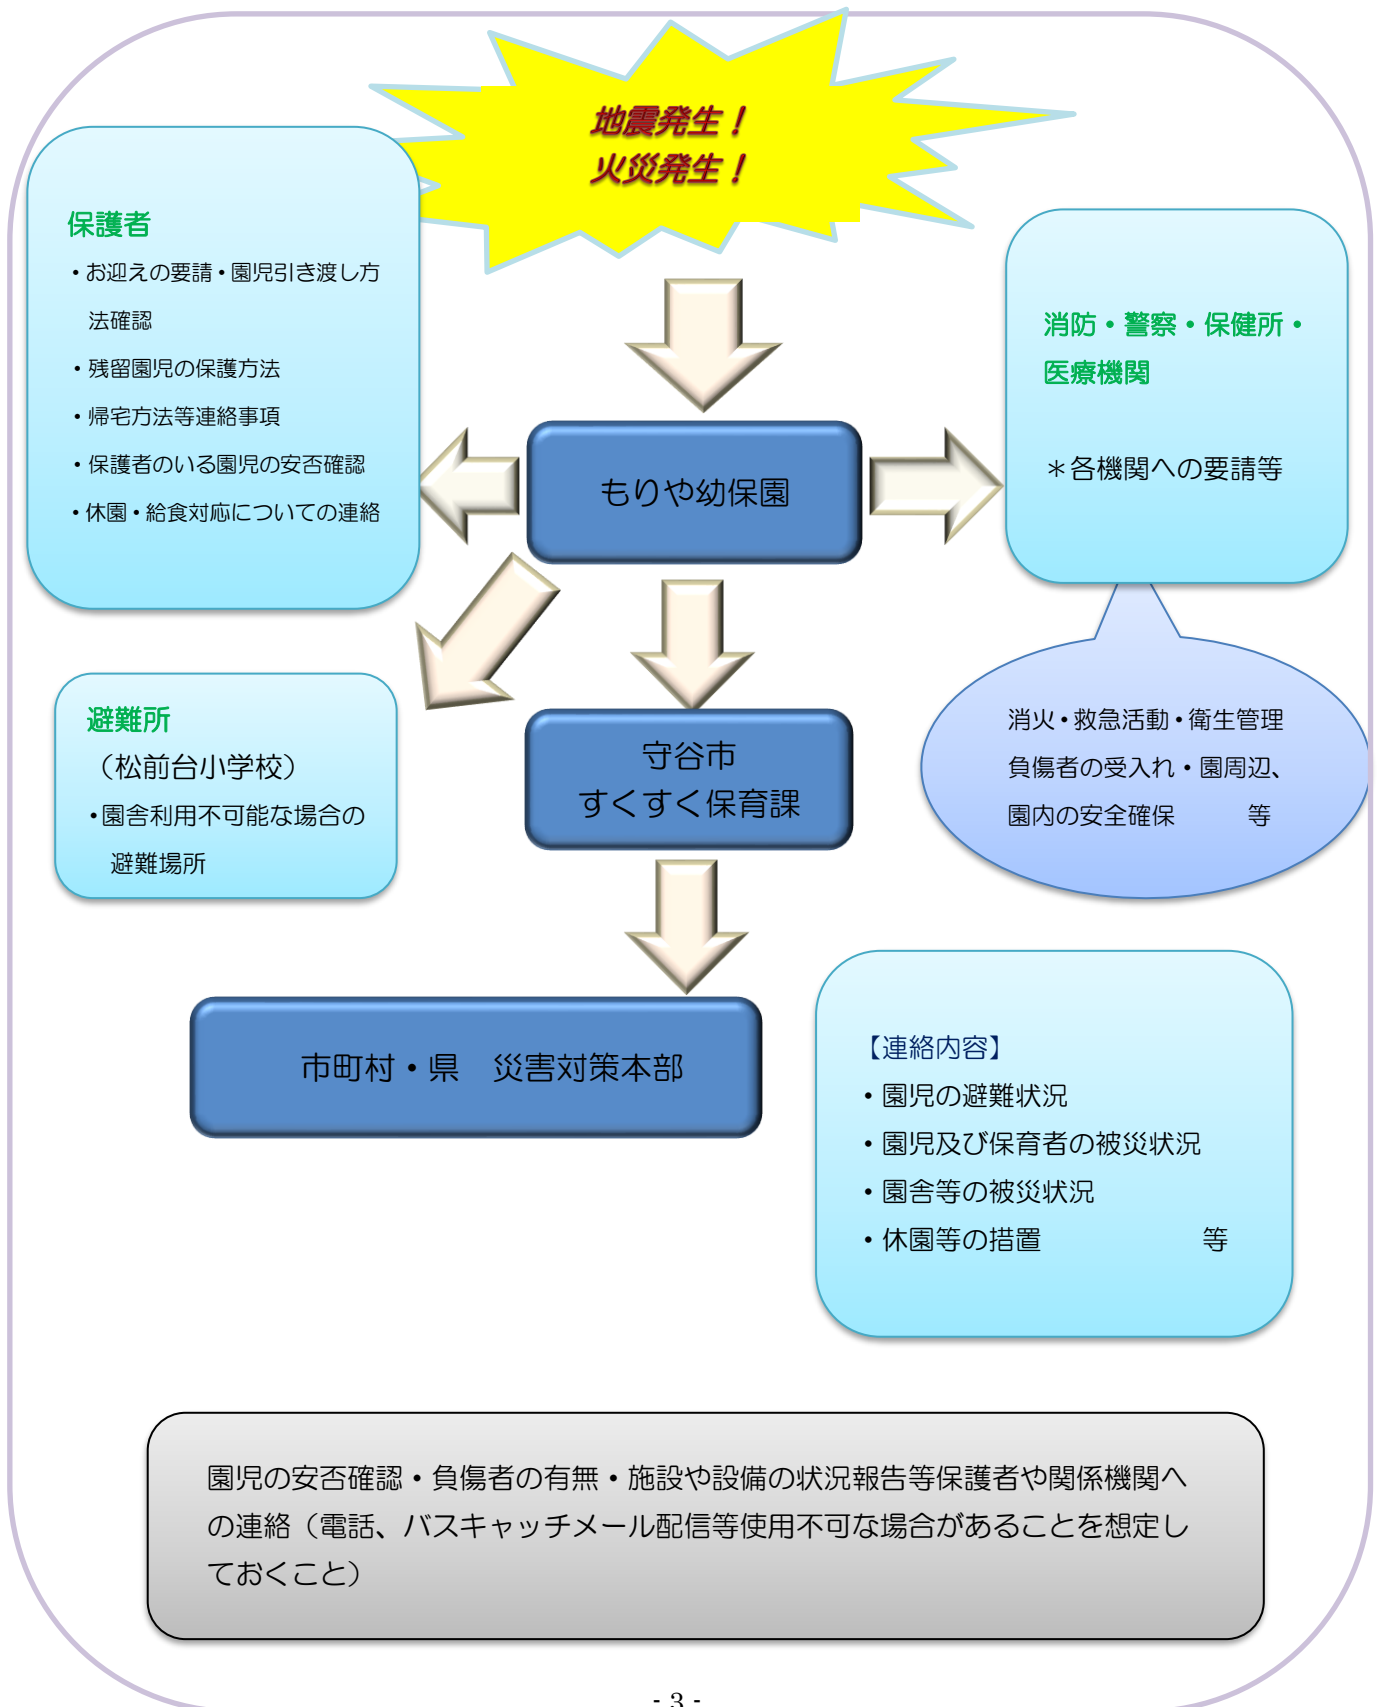 地震発生！
火災発生！
保護者
・お迎えの要請・園児引き渡し方
法確認
・残留園児の保護方法
・帰宅方法等連絡事項
・保護者のいる園児の安否確認
・休園・給食対応についての連絡
消防・警察・保健所・
医療機関
＊各機関への要請等
もりや幼保園
避難所
（松前台小学校）
・園舎利用不可能な場合の
避難場所
守谷市
すくすく保育課
消火・救急活動・衛生管理
負傷者の受入れ・園周辺、
園内の安全確保　　　等
市町村・県　災害対策本部
【連絡内容】
・園児の避難状況
・園児及び保育者の被災状況
・園舎等の被災状況
・休園等の措置　　　　　　等
園児の安否確認・負傷者の有無・施設や設備の状況報告等保護者や関係機関へ
の連絡（電話、バスキャッチメール配信等使用不可な場合があることを想定し
ておくこと）
- 3 -